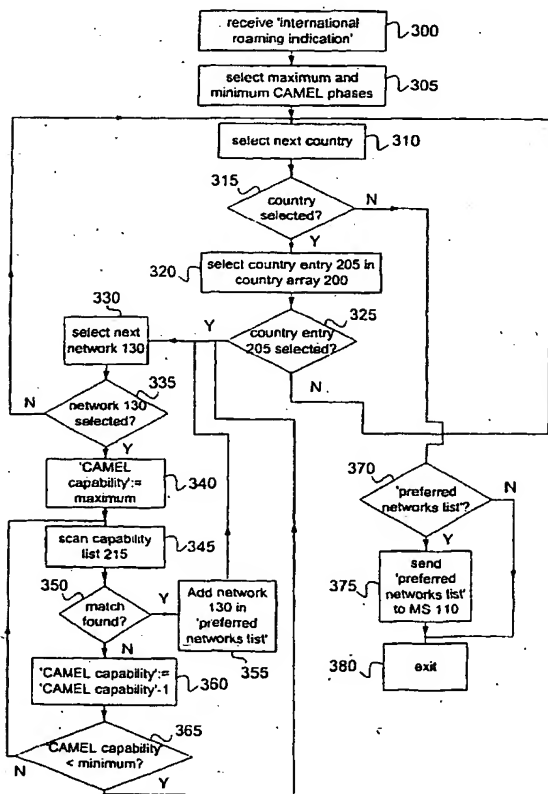 receive 'international
roaming indication'
300
select maximum and
minimum CAMEL phases
305
select next country
310
315
country
selected?
N
Y
320
select country entry 205 in
country array 200
325
country entry
205 selected?
Y
N
330
select next
network 130
335
network 130
selected?
N
Y
'CAMEL
capability':=
maximum
340
scan capability
list 215
345
350
match
found?
Y
N
Add network
130 in
'preferred
networks list'
355
'CAMEL capability':=
'CAMEL capability'-1
360
365
'CAMEL capability'
< minimum?
N
Y
370
'preferred
networks list'?
N
Y
375
send
'preferred
networks list'
to MS 110
380
exit